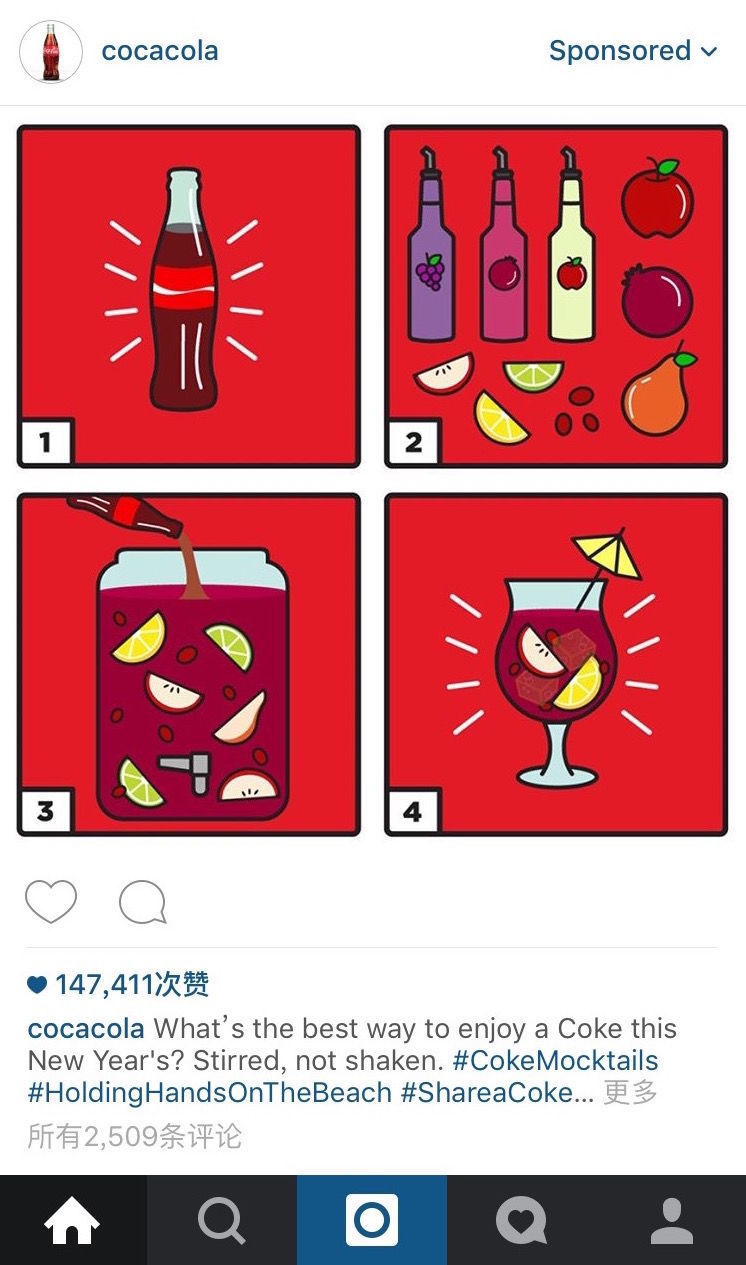 cocacola
Sponsored
1
2
3
4
147,411次赞
cocacola What's the best way to enjoy a Coke this
New Year's? Stirred, not shaken. #CokeMocktails
#HoldingHandsOnTheBeach #ShareaCoke... 更多
所有2,509条评论